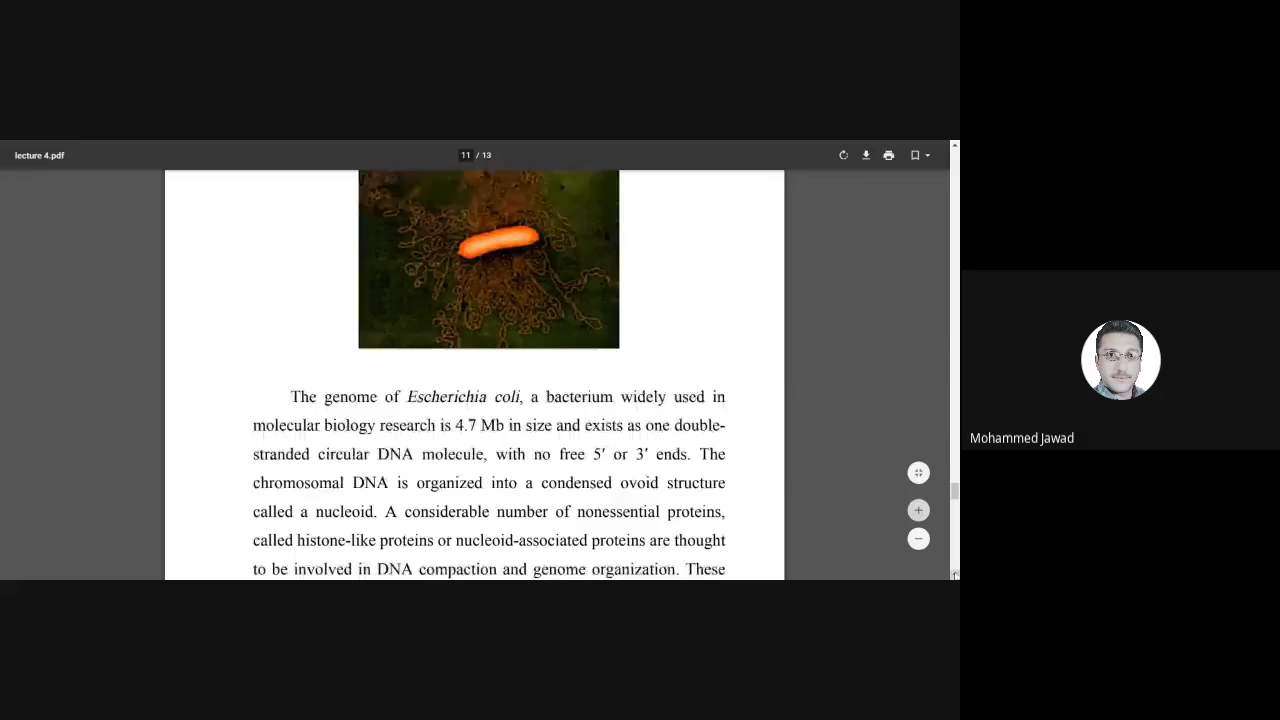 lecture 4.pdf
11 / 13
The genome of Escherichia coli, a bacterium widely used in
molecular biology research is 4.7 Mb in size and exists as one double-
stranded circular DNA molecule, with no free 5′ or 3′ ends. The
chromosomal DNA is organized into a condensed ovoid structure
called a nucleoid. A considerable number of nonessential proteins,
called histone-like proteins or nucleoid-associated proteins are thought
to be involved in DNA compaction and genome organization. These
Mohammed Jawad